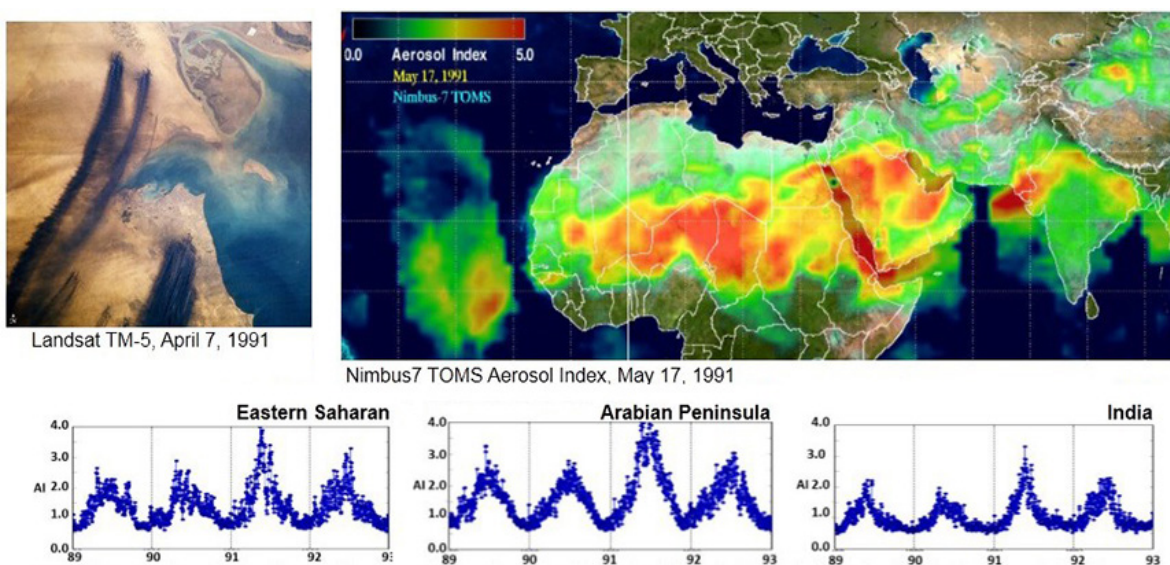 0.0 Aerosol Index 5.0
May 17, 1991
Nimbus-7 TOMS
Landsat TM-5, April 7, 1991
Nimbus7 TOMS Aerosol Index, May 17, 1991
Eastern Saharan
4.0
AI 2.0
1.0
0.0
89 90 91 92 93
Arabian Peninsula
4.0
3.0
AI 2.0
1.0
0.0
89 90 91 92 93
India
4.0
3.0
AI 2.0
1.0
0.0
89 90 91 92 93